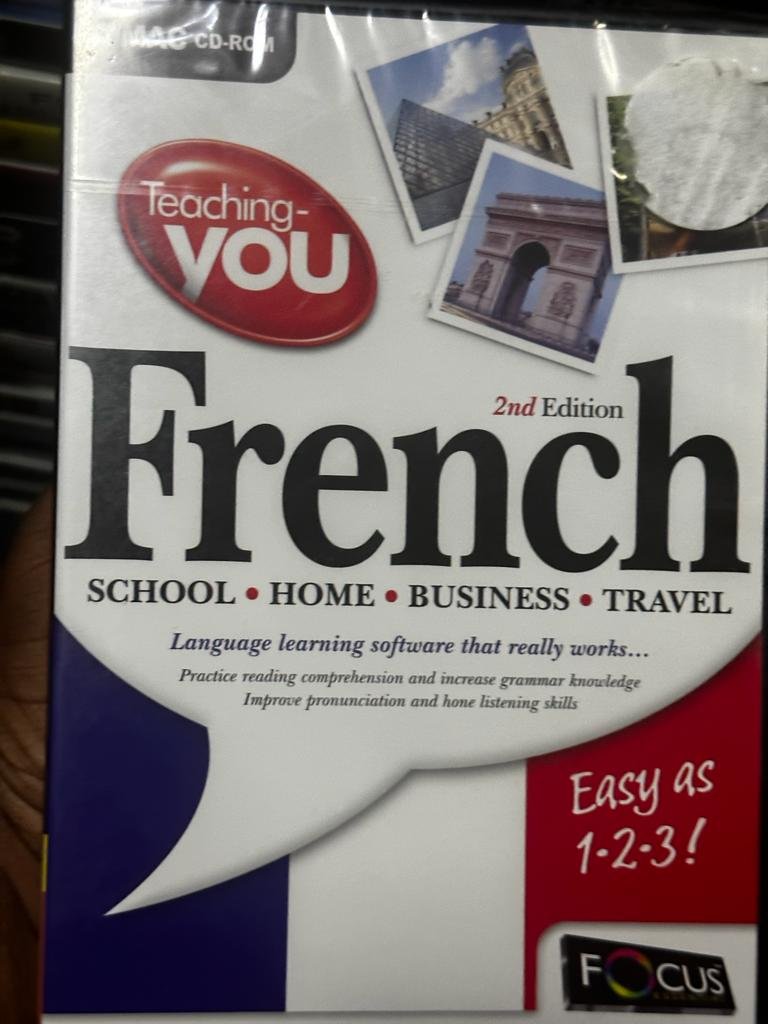 MAC CD-ROM
Teaching-
YOU
2nd Edition
French
SCHOOL • HOME • BUSINESS • TRAVEL
Language learning software that really works...
Practice reading comprehension and increase grammar knowledge
Improve pronunciation and hone listening skills
Easy as
1-2-3!
FOCUS